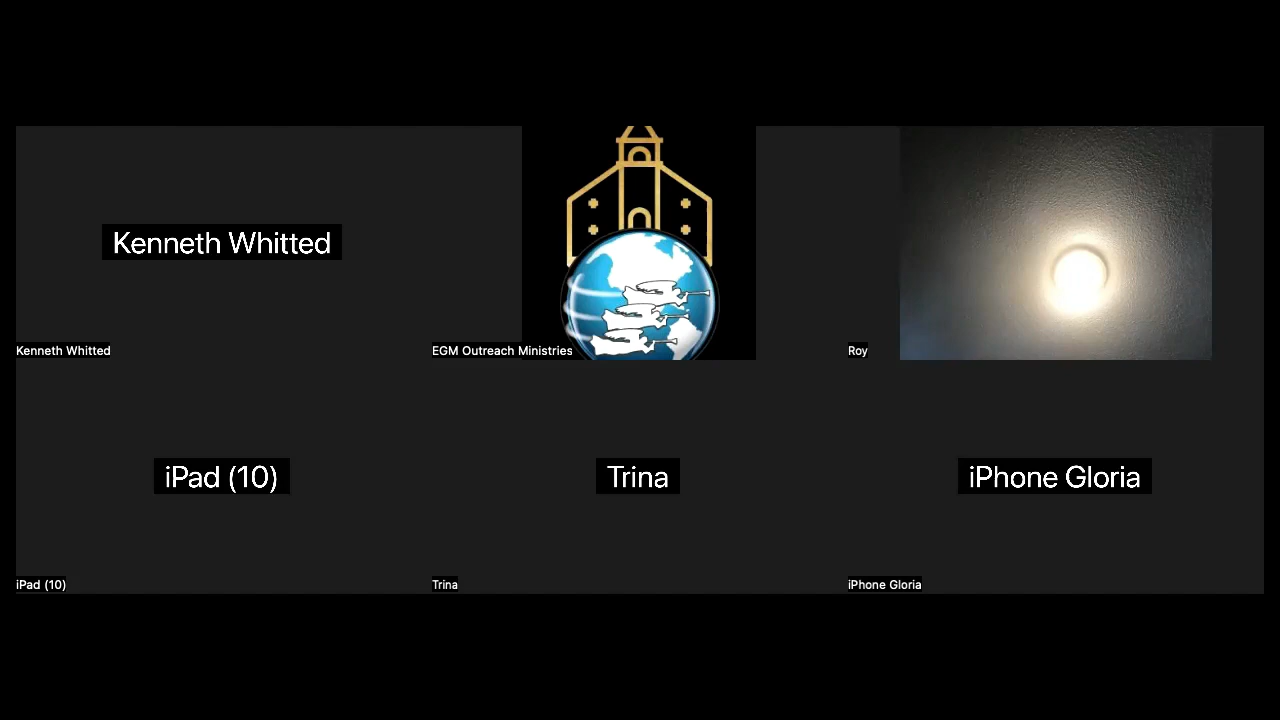 Kenneth Whitted
Kenneth Whitted
EGM Outreach Ministries
Roy
iPad (10)
Trina
iPhone Gloria
iPad (10)
Trina
iPhone Gloria